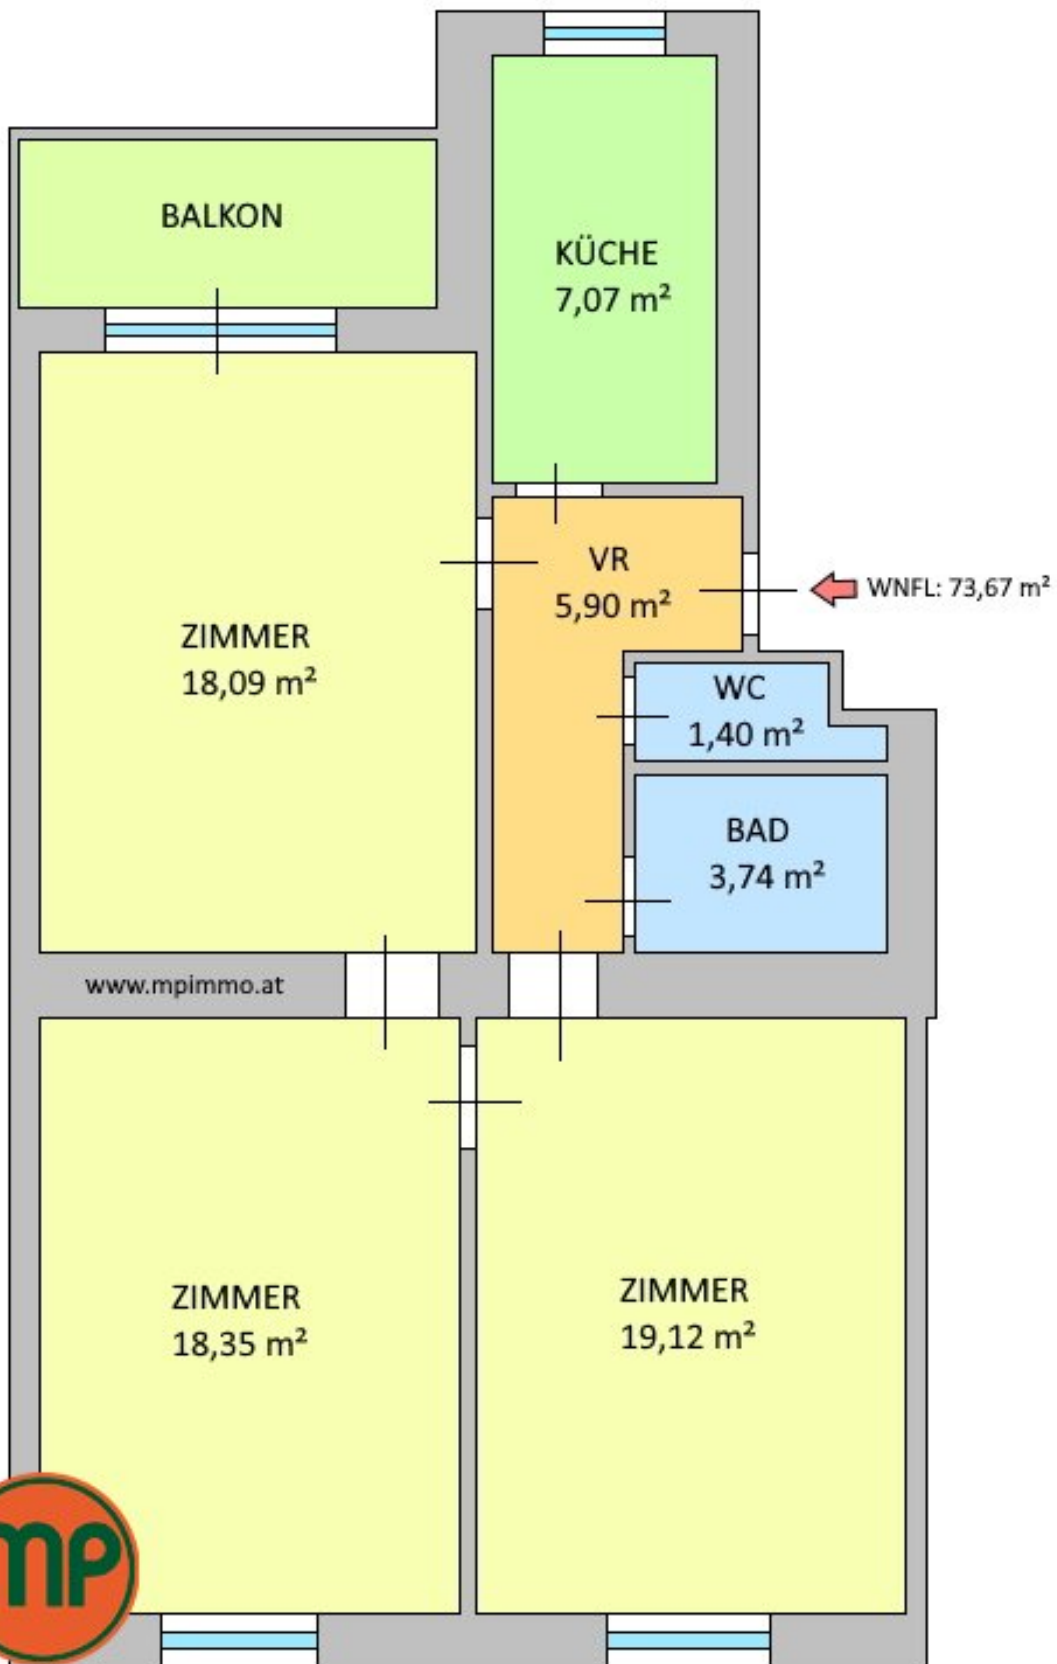 BALKON
KÜCHE
7,07 m²
VR
5,90 m²
WNFL: 73,67 m²
ZIMMER
18,09 m²
WC
1,40 m²
BAD
3,74 m²
www.mpimmo.at
ZIMMER
18,35 m²
ZIMMER
19,12 m²
mp